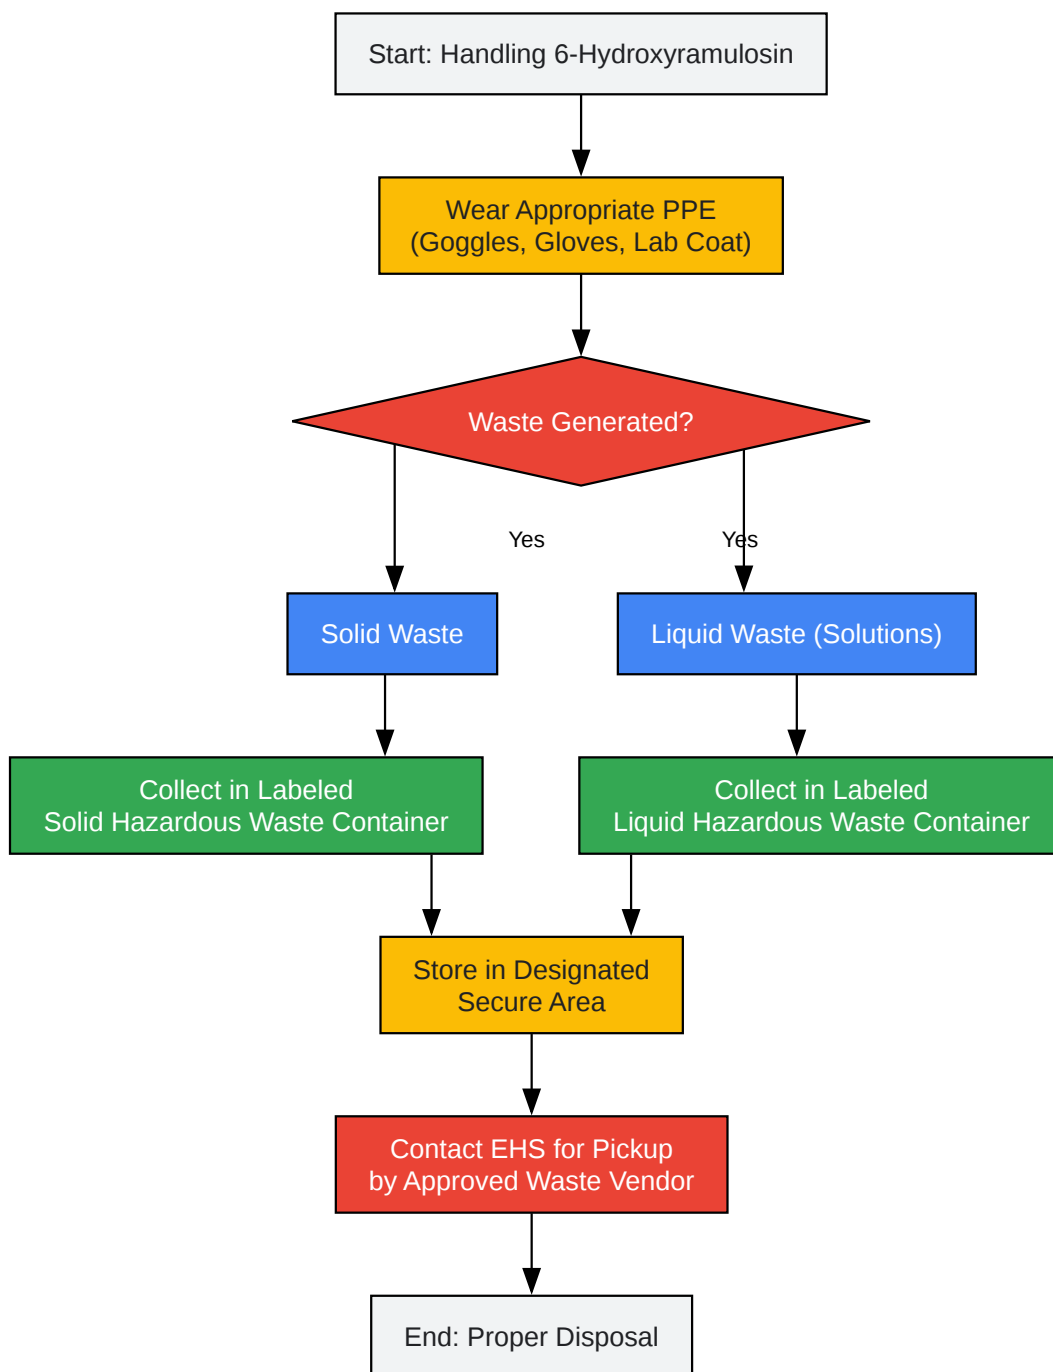 Start: Handling 6-Hydroxyramulosin
Wear Appropriate PPE
(Goggles, Gloves, Lab Coat)
Waste Generated?
Yes
Yes
Solid Waste
Liquid Waste (Solutions)
Collect in Labeled
Solid Hazardous Waste Container
Collect in Labeled
Liquid Hazardous Waste Container
Store in Designated
Secure Area
Contact EHS for Pickup
by Approved Waste Vendor
End: Proper Disposal